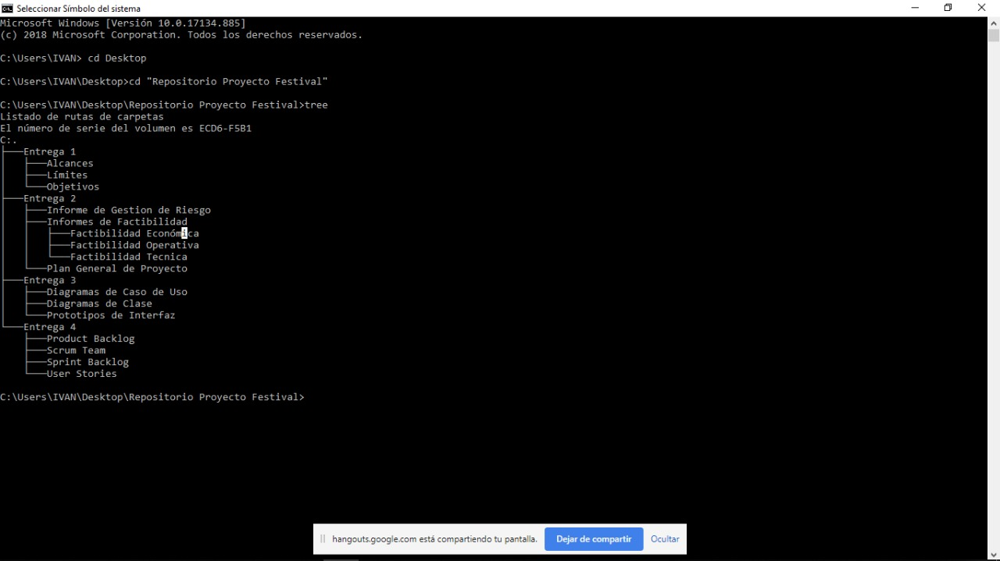 Seleccionar Símbolo del sistema
Microsoft Windows [Versión 10.0.17134.885]
(c) 2018 Microsoft Corporation. Todos los derechos reservados.
C:\Users\IVAN> cd Desktop
C:\Users\IVAN\Desktop>cd "Repositorio Proyecto Festival"
C:\Users\IVAN\Desktop\Repositorio Proyecto Festival>tree
Listado de rutas de carpetas
El número de serie del volumen es ECD6-F5B1
C:.
├───Entrega 1
│   ├───Alcances
│   ├───Límites
│   └───Objetivos
├───Entrega 2
│   ├───Informe de Gestion de Riesgo
│   ├───Informes de Factibilidad
│   │   ├───Factibilidad Económica
│   │   ├───Factibilidad Operativa
│   │   └───Factibilidad Tecnica
│   └───Plan General de Proyecto
├───Entrega 3
│   ├───Diagramas de Caso de Uso
│   ├───Diagramas de Clase
│   └───Prototipos de Interfaz
└───Entrega 4
    ├───Product Backlog
    ├───Scrum Team
    ├───Sprint Backlog
    └───User Stories
C:\Users\IVAN\Desktop\Repositorio Proyecto Festival>
hangouts.google.com está compartiendo tu pantalla. Dejar de compartir Ocultar